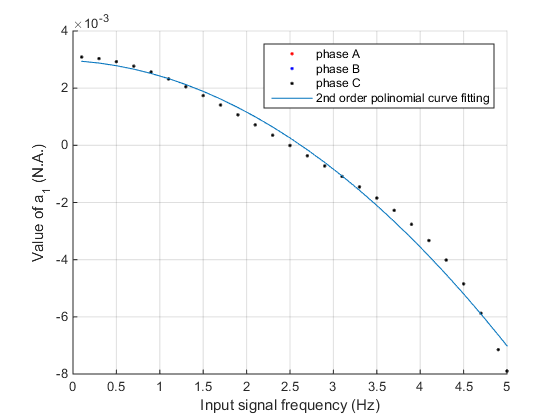 ×10⁻³
4
2
0
-2
-4
-6
-8
Value of a₁ (N.A.)
phase A
phase B
phase C
2nd order polinomial curve fitting
0 0.5 1 1.5 2 2.5 3 3.5 4 4.5 5
Input signal frequency (Hz)